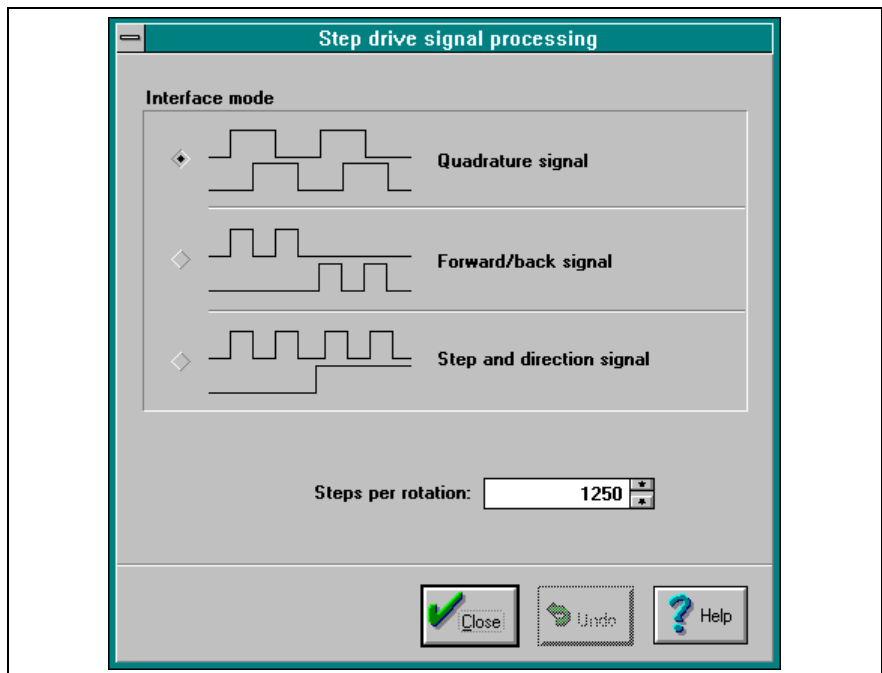 Step drive signal processing
Interface mode
Quadrature signal
Forward/back signal
Step and direction signal
Steps per rotation: 1250
Close Undo Help